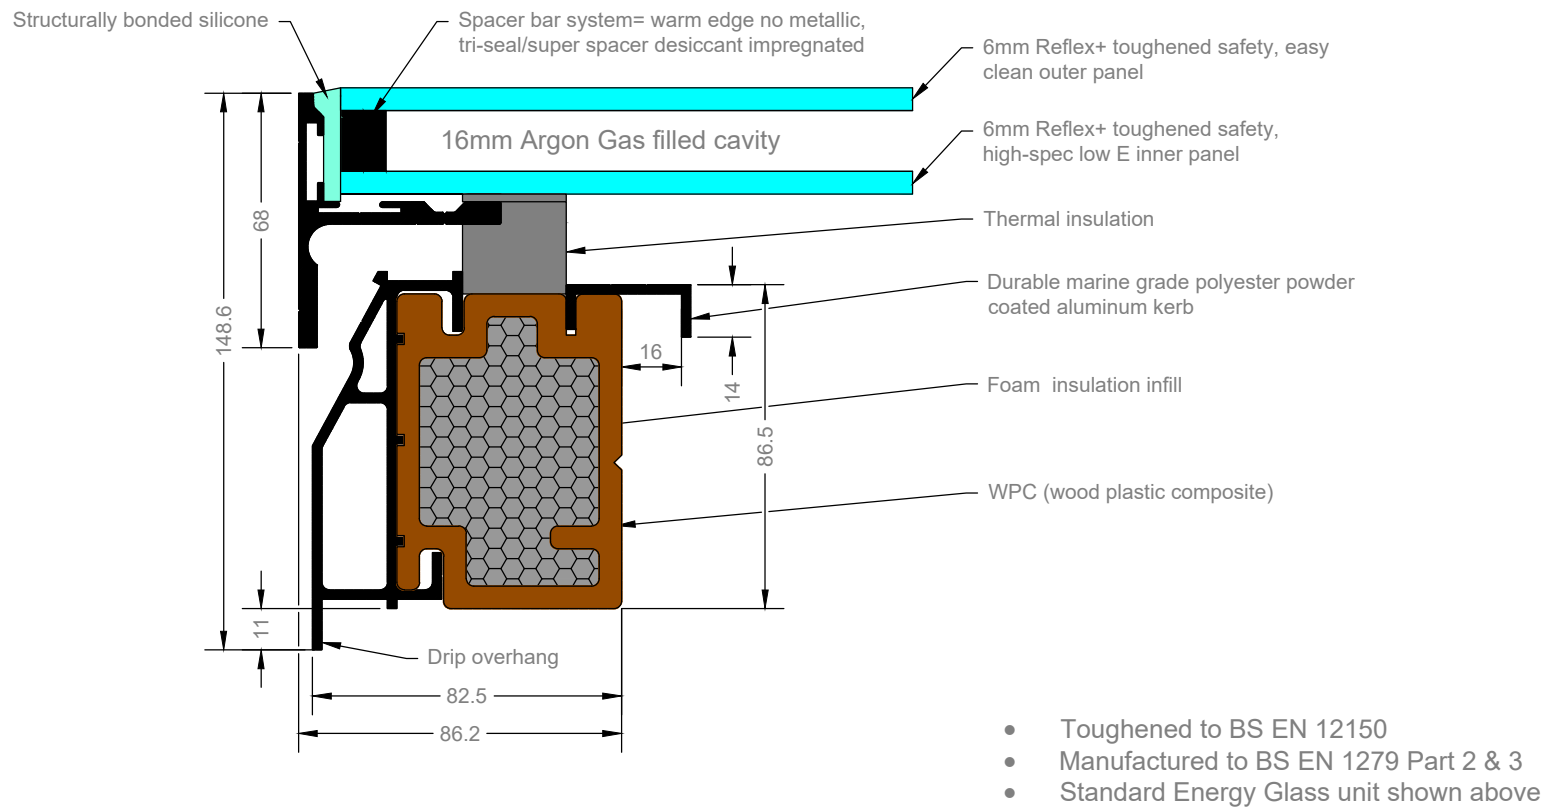 Structurally bonded silicone
Spacer bar system= warm edge no metallic,
tri-seal/super spacer desiccant impregnated
6mm Reflex+ toughened safety, easy
clean outer panel
16mm Argon Gas filled cavity
6mm Reflex+ toughened safety,
high-spec low E inner panel
68
Thermal insulation
148.6
Durable marine grade polyester powder
coated aluminum kerb
16
14
Foam insulation infill
86.5
WPC (wood plastic composite)
11
Drip overhang
82.5
86.2
• Toughened to BS EN 12150
• Manufactured to BS EN 1279 Part 2 & 3
• Standard Energy Glass unit shown above